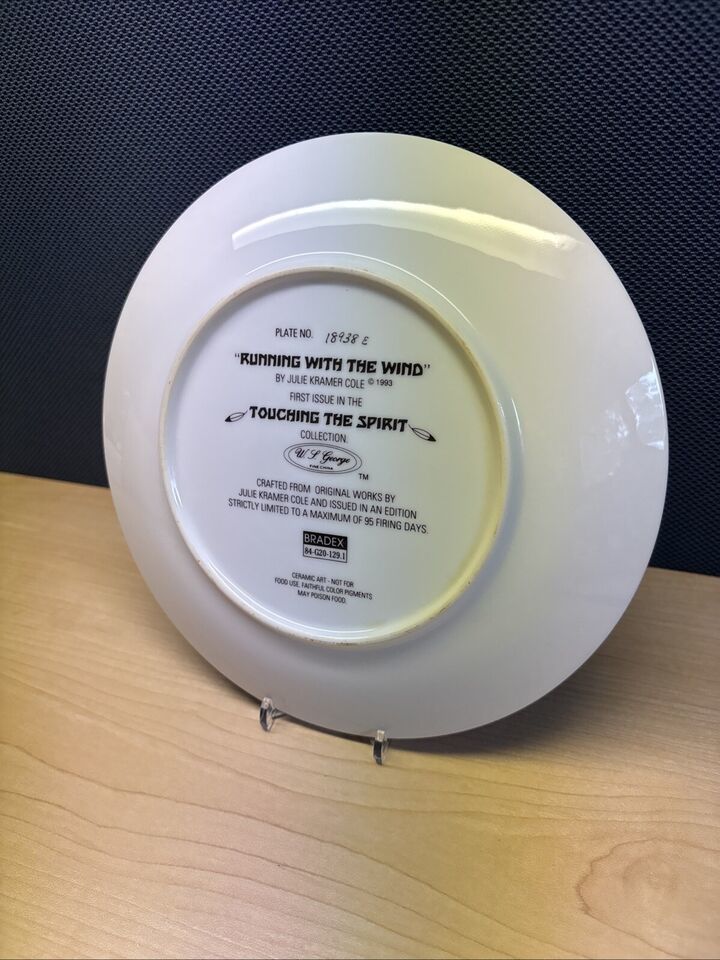 PLATE NO. 18938 E
"RUNNING WITH THE WIND"
BY JULIE KRAMER COLE © 1993
FIRST ISSUE IN THE
TOUCHING THE SPIRIT
COLLECTION.
W. S. George
FINE CHINA
TM
CRAFTED FROM ORIGINAL WORKS BY
JULIE KRAMER COLE AND ISSUED IN AN EDITION
STRICTLY LIMITED TO A MAXIMUM OF 95 FIRING DAYS.
BRADEX
84-G20-129.1
CERAMIC ART - NOT FOR
FOOD USE. FAITHFUL COLOR PIGMENTS
MAY POISON FOOD.